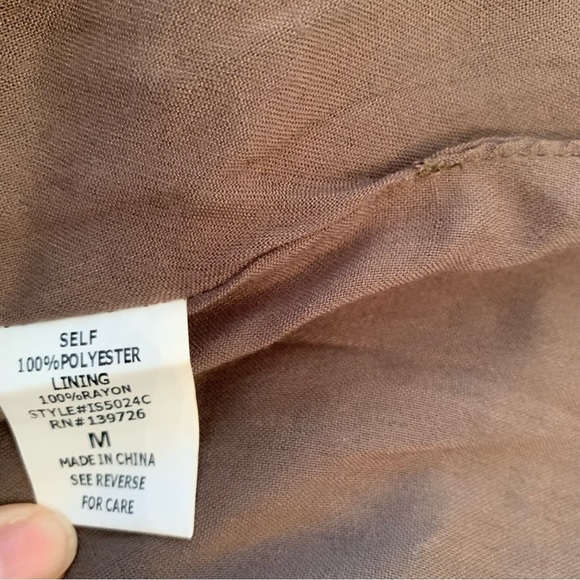 SELF
100%POLYESTER
LINING
100%RAYON
STYLE#IS5024C
RN#139726
M
MADE IN CHINA
SEE REVERSE
FOR CARE